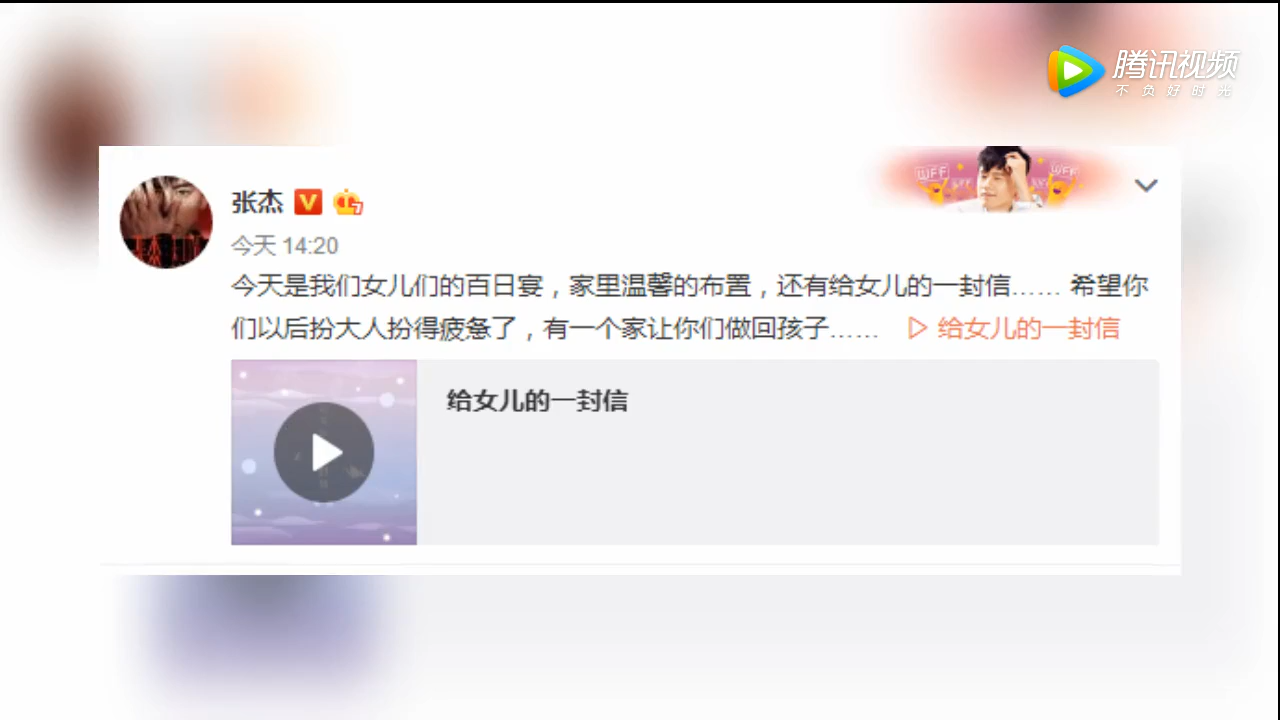 腾讯视频
不负好时光
张杰
今天 14:20
今天是我们女儿们的百日宴，家里温馨的布置，还有给女儿的一封信…… 希望你
们以后扮大人扮得疲惫了，有一个家让你们做回孩子…… 给女儿的一封信
给女儿的一封信